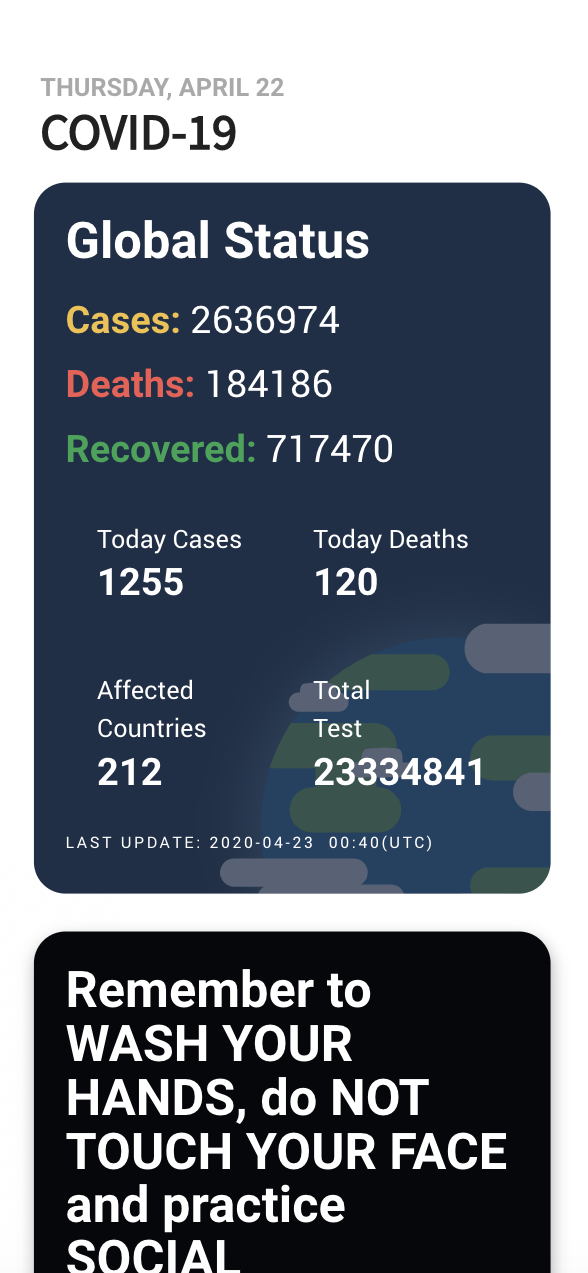 THURSDAY, APRIL 22
COVID-19
Global Status
Cases: 2636974
Deaths: 184186
Recovered: 717470
Today Cases
1255
Today Deaths
120
Affected
Countries
212
Total
Test
23334841
LAST UPDATE: 2020-04-23 00:40(UTC)
Remember to
WASH YOUR
HANDS, do NOT
TOUCH YOUR FACE
and practice
SOCIAL